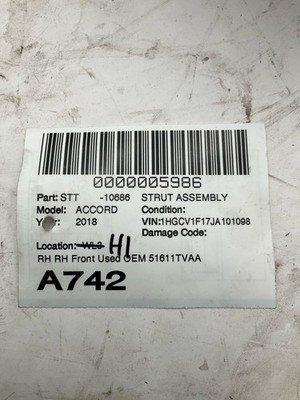 0000005986
Part: STT -10686 STRUT ASSEMBLY
Model: ACCORD Condition:
Year: 2018 VIN:1HGCV1F17JA101098
Damage Code:
Location: WL9 H1
RH RH Front Used OEM 51611TVAA
A742